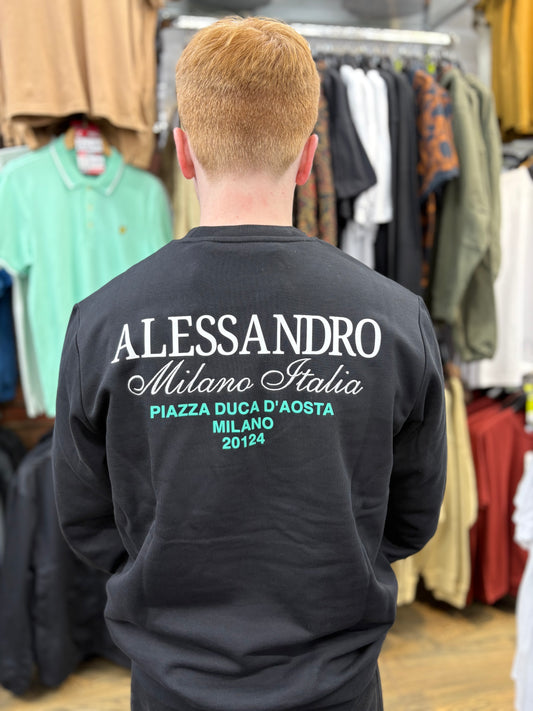 ALESSANDRO
Milano Italia
PIAZZA DUCA D'AOSTA
MILANO
20124